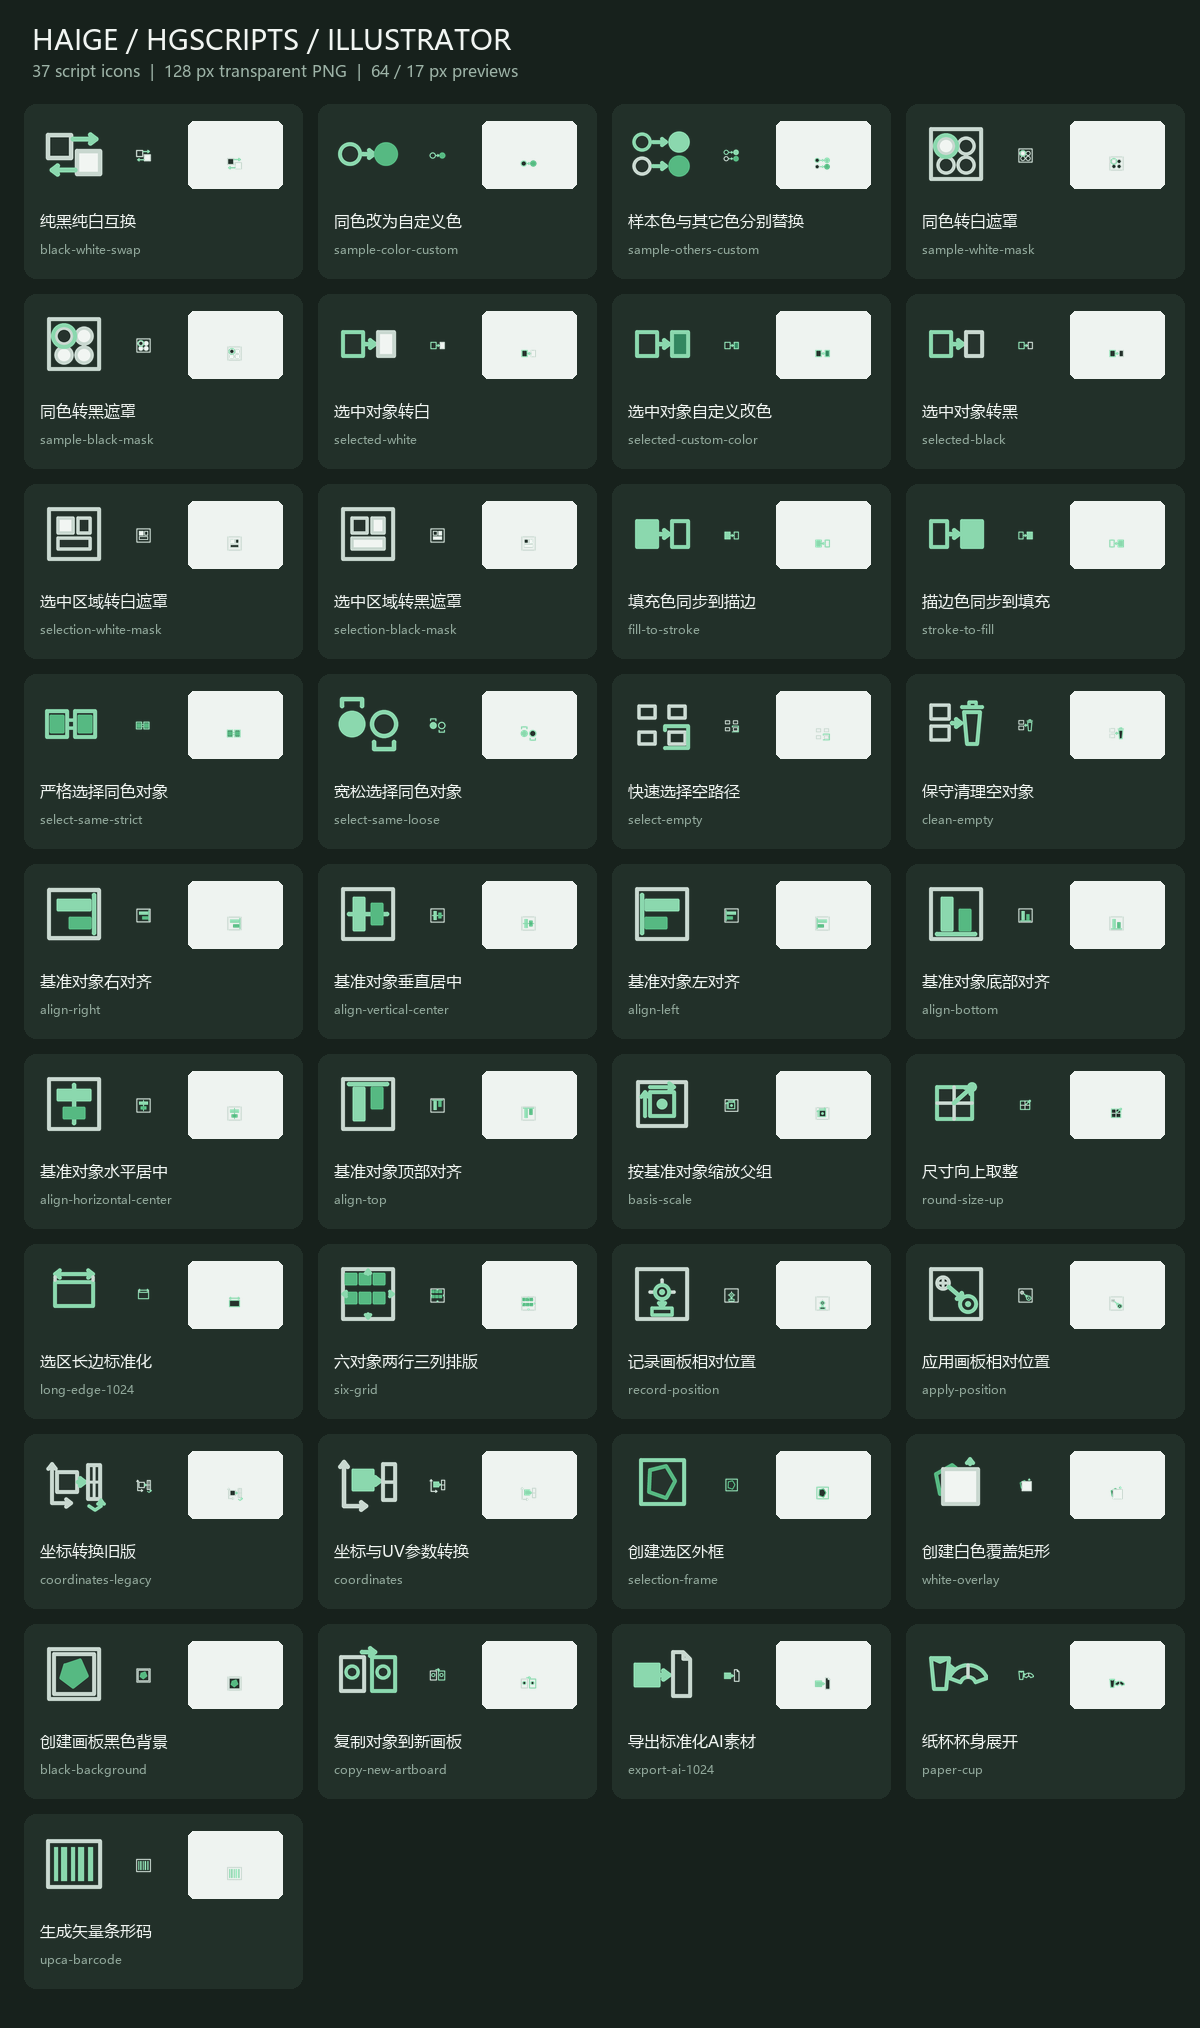 HAIGE / HGSCRIPTS / ILLUSTRATOR
37 script icons | 128 px transparent PNG | 64 / 17 px previews
纯黑纯白互换
black-white-swap
同色改为自定义色
sample-color-custom
样本色与其它色分别替换
sample-others-custom
同色转白遮罩
sample-white-mask
同色转黑遮罩
sample-black-mask
选中对象转白
selected-white
选中对象自定义改色
selected-custom-color
选中对象转黑
selected-black
选中区域转白遮罩
selection-white-mask
选中区域转黑遮罩
selection-black-mask
填充色同步到描边
fill-to-stroke
描边色同步到填充
stroke-to-fill
严格选择同色对象
select-same-strict
宽松选择同色对象
select-same-loose
快速选择空路径
select-empty
保守清理空对象
clean-empty
基准对象右对齐
align-right
基准对象垂直居中
align-vertical-center
基准对象左对齐
align-left
基准对象底部对齐
align-bottom
基准对象水平居中
align-horizontal-center
基准对象顶部对齐
align-top
按基准对象缩放父组
basis-scale
尺寸向上取整
round-size-up
选区长边标准化
long-edge-1024
六对象两行三列排版
six-grid
记录画板相对位置
record-position
应用画板相对位置
apply-position
坐标转换旧版
coordinates-legacy
坐标与UV参数转换
coordinates
创建选区外框
selection-frame
创建白色覆盖矩形
white-overlay
创建画板黑色背景
black-background
复制对象到新画板
copy-new-artboard
导出标准化AI素材
export-ai-1024
纸杯杯身展开
paper-cup
生成矢量条形码
upca-barcode